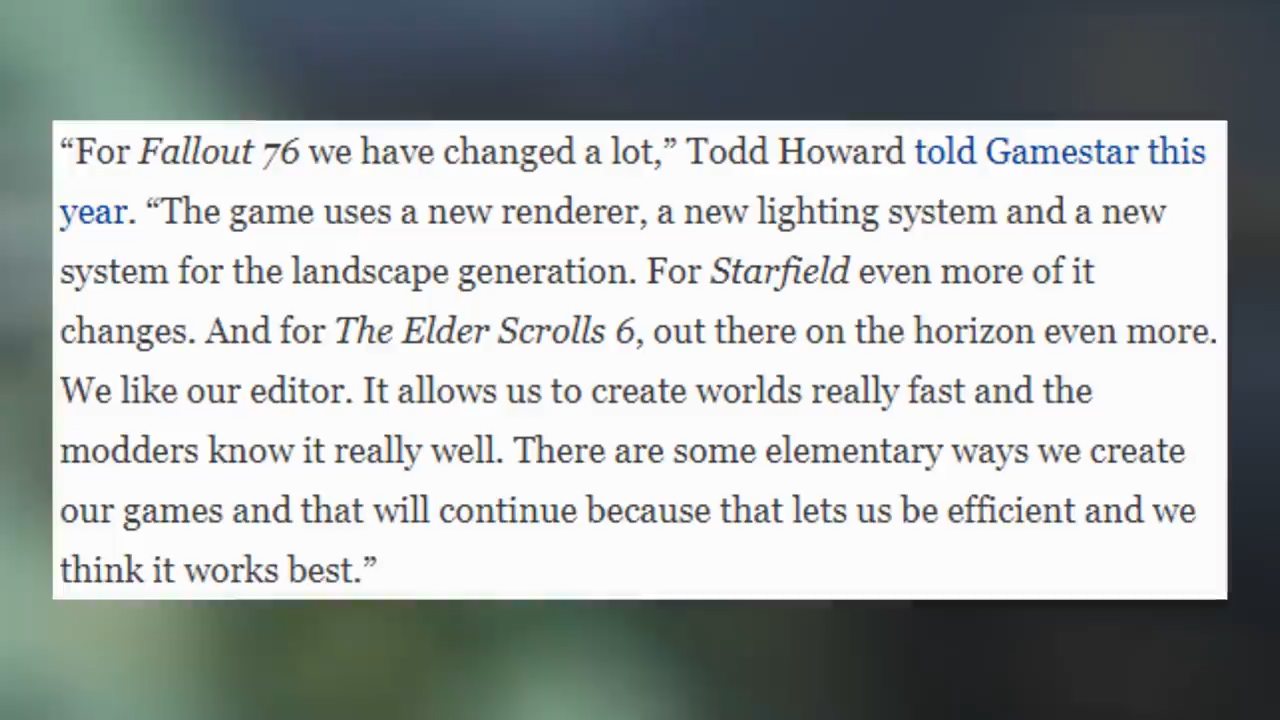 “For Fallout 76 we have changed a lot,” Todd Howard told Gamestar this
year. “The game uses a new renderer, a new lighting system and a new
system for the landscape generation. For Starfield even more of it
changes. And for The Elder Scrolls 6, out there on the horizon even more.
We like our editor. It allows us to create worlds really fast and the
modders know it really well. There are some elementary ways we create
our games and that will continue because that lets us be efficient and we
think it works best.”